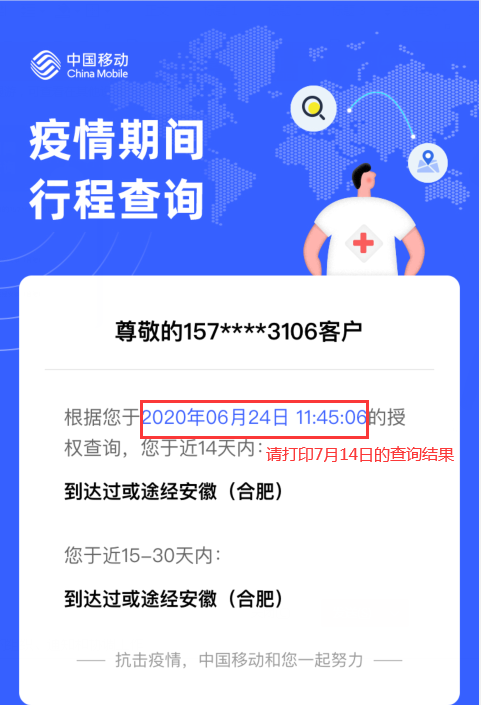 中国移动
China Mobile
疫情期间
行程查询
尊敬的157****3106客户
根据您于2020年06月24日 11:45:06的授
权查询，您于近14天内：
请打印7月14日的查询结果
到达过或途经安徽（合肥）
您于近15-30天内：
到达过或途经安徽（合肥）
抗击疫情，中国移动和您一起努力